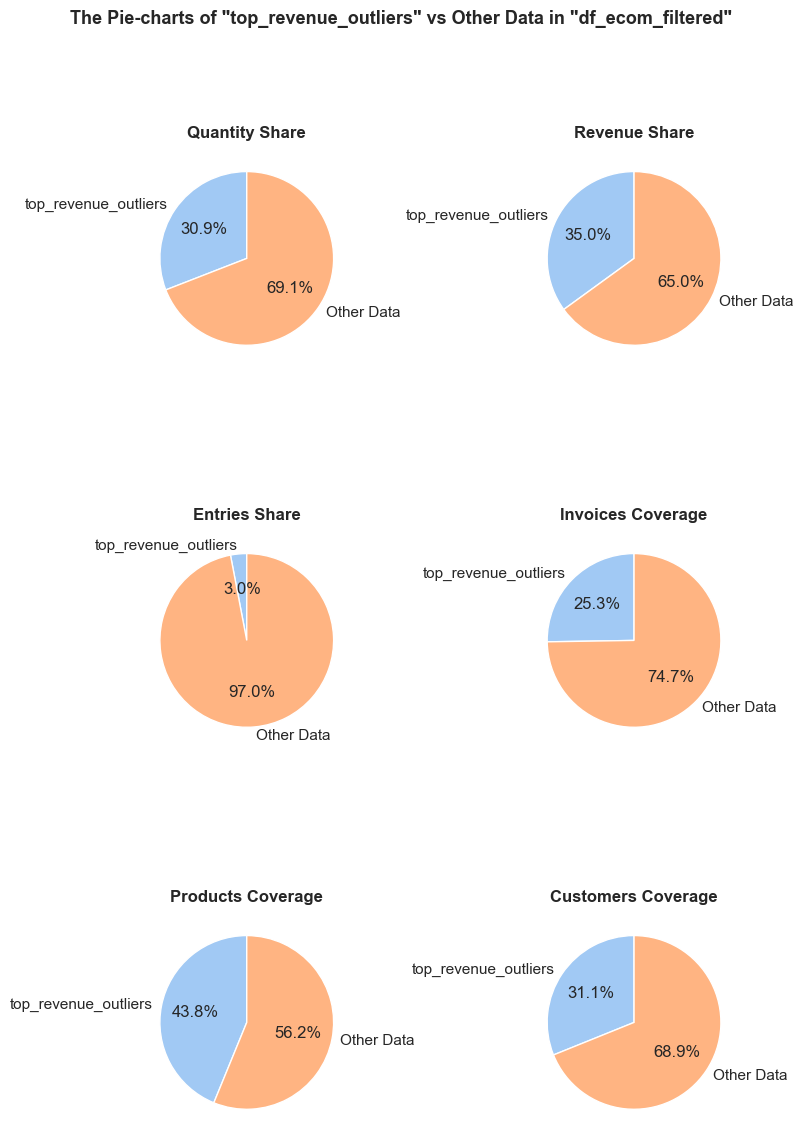 The Pie-charts of "top_revenue_outliers" vs Other Data in "df_ecom_filtered"
Quantity Share
top_revenue_outliers
30.9%
69.1%
Other Data
Revenue Share
top_revenue_outliers
35.0%
65.0%
Other Data
Entries Share
top_revenue_outliers
3.0%
97.0%
Other Data
Invoices Coverage
top_revenue_outliers
25.3%
74.7%
Other Data
Products Coverage
top_revenue_outliers
43.8%
56.2%
Other Data
Customers Coverage
top_revenue_outliers
31.1%
68.9%
Other Data